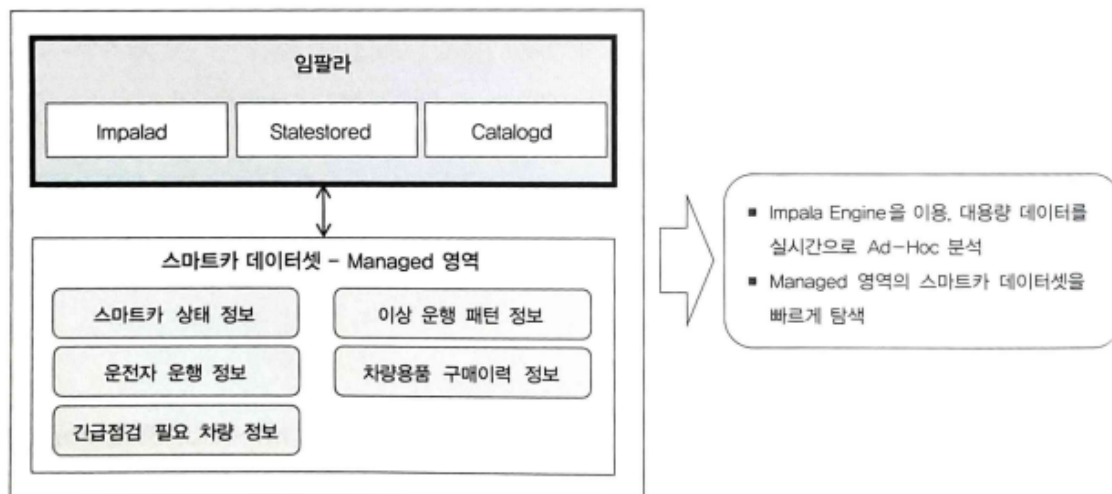 임팔라
Impalad
Statestored
Catalogd
스마트카 데이터셋 - Managed 영역
스마트카 상태 정보
이상 운행 패턴 정보
운전자 운행 정보
차량용품 구매이력 정보
긴급점검 필요 차량 정보
■ Impala Engine을 이용, 대용량 데이터를
실시간으로 Ad-Hoc 분석
■ Managed 영역의 스마트카 데이터셋을
빠르게 탐색